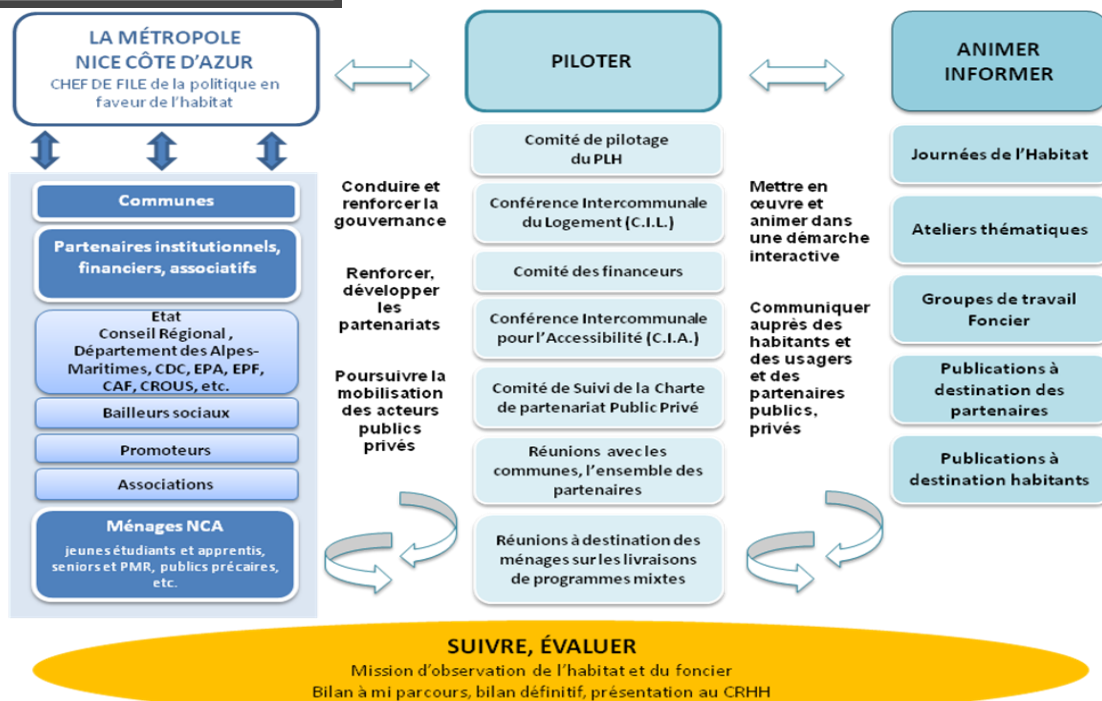 LA MÉTROPOLE
NICE CÔTE D'AZUR
CHEF DE FILE de la politique en
faveur de l'habitat
Communes
Partenaires institutionnels,
financiers, associatifs
Etat
Conseil Régional ,
Département des Alpes-
Maritimes, CDC, EPA, EPF,
CAF, CROUS, etc.
Bailleurs sociaux
Promoteurs
Associations
Ménages NCA
jeunes étudiants et apprentis,
seniors et PMR, publics précaires,
etc.
Conduire et
renforcer la
gouvernance
Renforcer,
développer
les
partenariats
Poursuivre la
mobilisation
des acteurs
publics
privés
PILOTER
Comité de pilotage
du PLH
Conférence Intercommunale
du Logement (C.I.L.)
Comité des financeurs
Conférence Intercommunale
pour l'Accessibilité (C.I.A.)
Comité de Suivi de la Charte
de partenariat Public Privé
Réunions avec les
communes, l'ensemble des
partenaires
Réunions à destination des
ménages sur les livraisons
de programmes mixtes
Mettre en
œuvre et
animer dans
une démarche
interactive
Communiquer
auprès des
habitants et
des usagers
et des
partenaires
publics,
privés
ANIMER
INFORMER
Journées de l'Habitat
Ateliers thématiques
Groupes de travail
Foncier
Publications à
destination des
partenaires
Publications à
destination habitants
SUIVRE, ÉVALUER
Mission d'observation de l'habitat et du foncier
Bilan à mi parcours, bilan définitif, présentation au CRHH